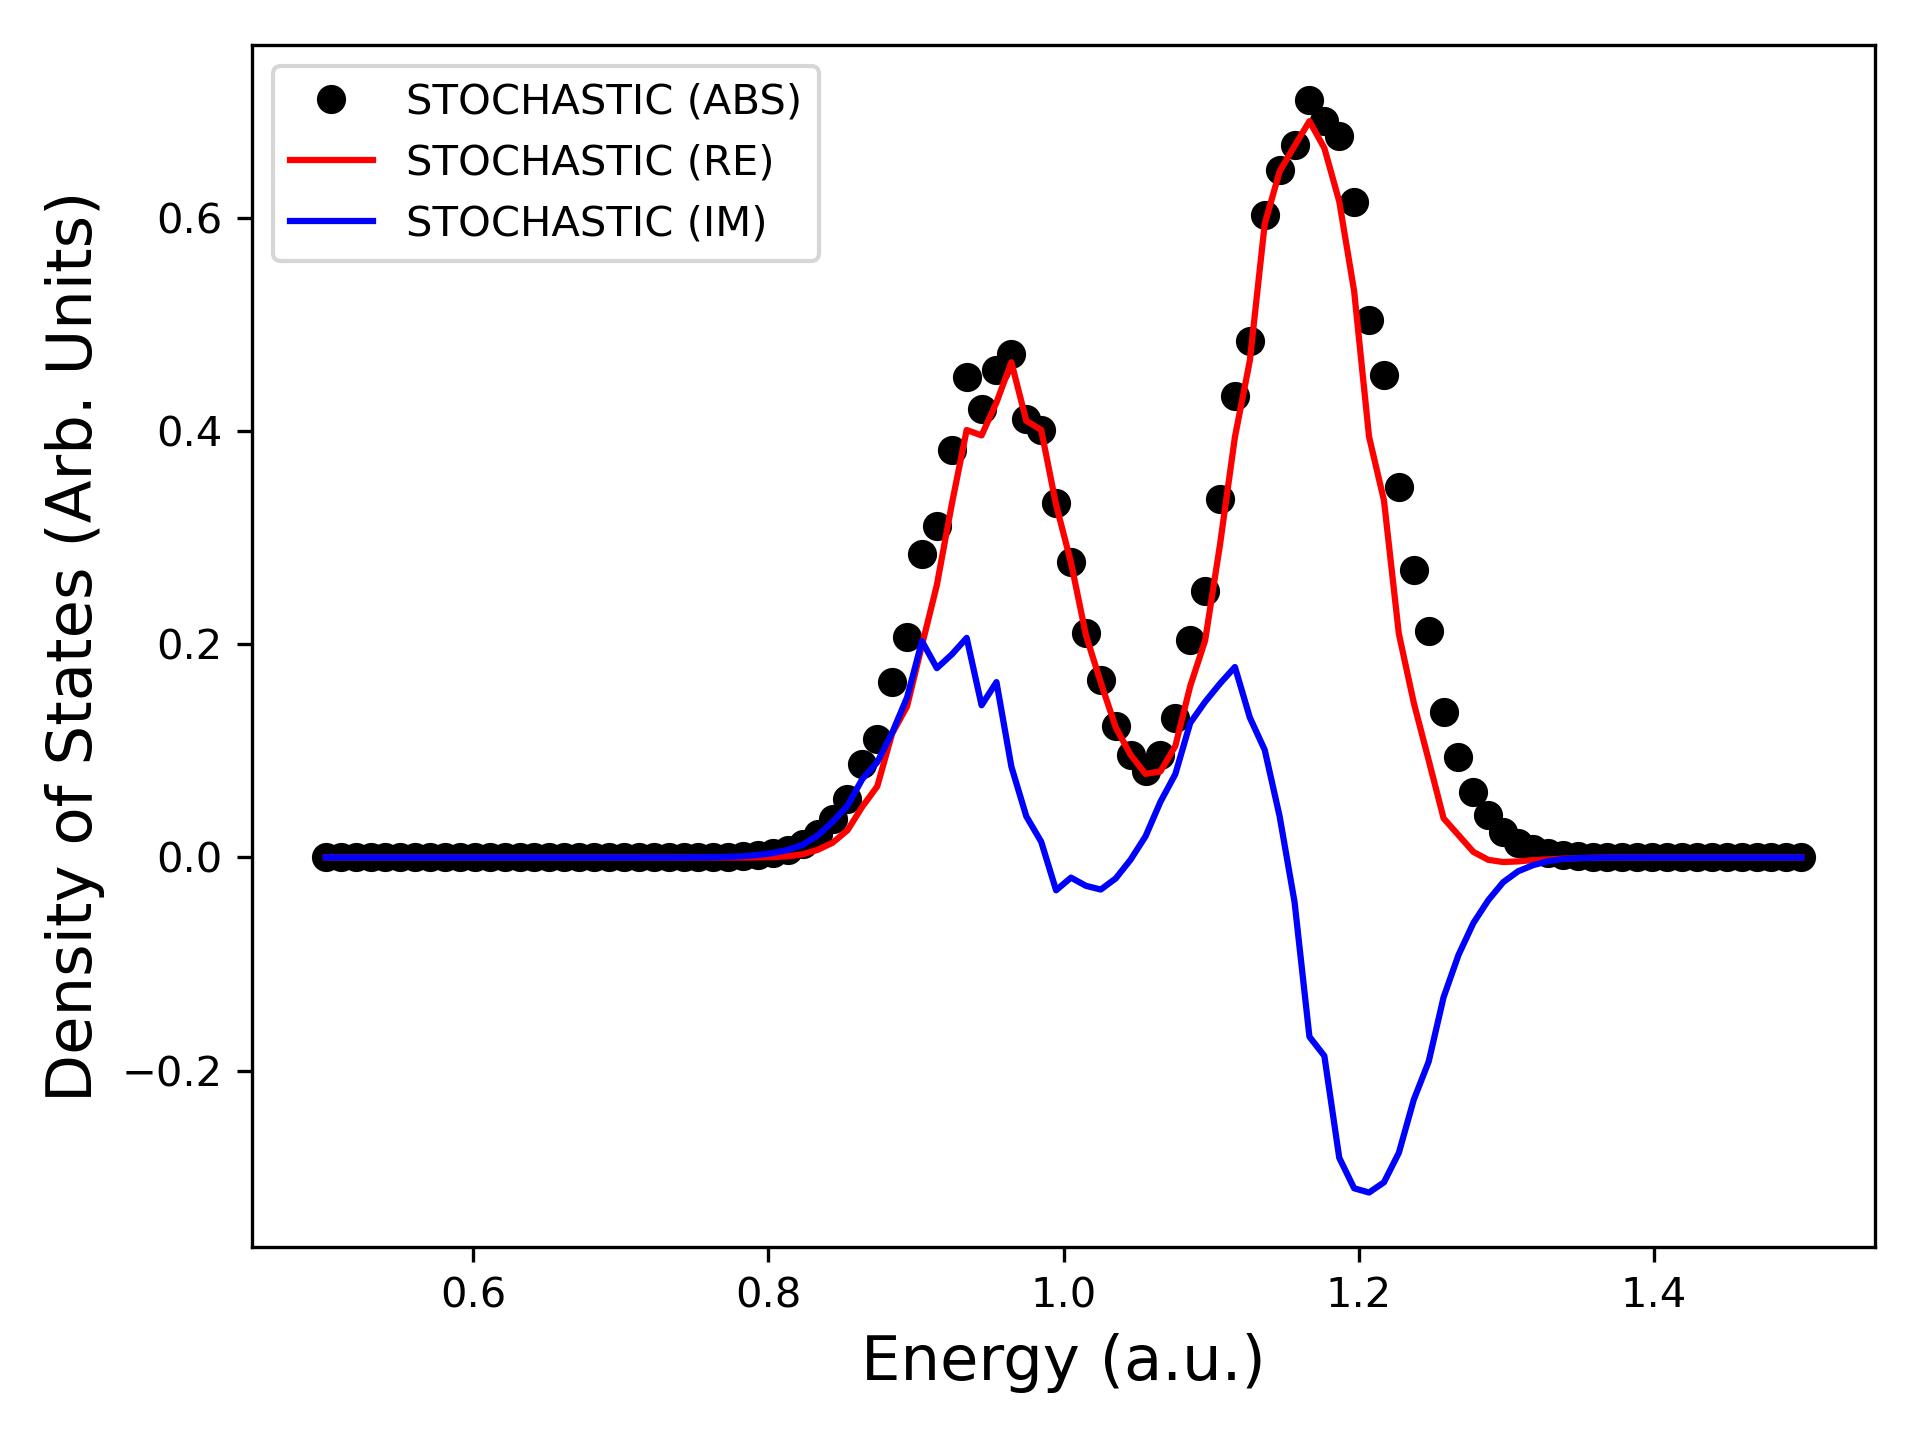 STOCHASTIC (ABS)
STOCHASTIC (RE)
STOCHASTIC (IM)
Density of States (Arb. Units)
0.6
0.4
0.2
0.0
−0.2
0.6 0.8 1.0 1.2 1.4
Energy (a.u.)